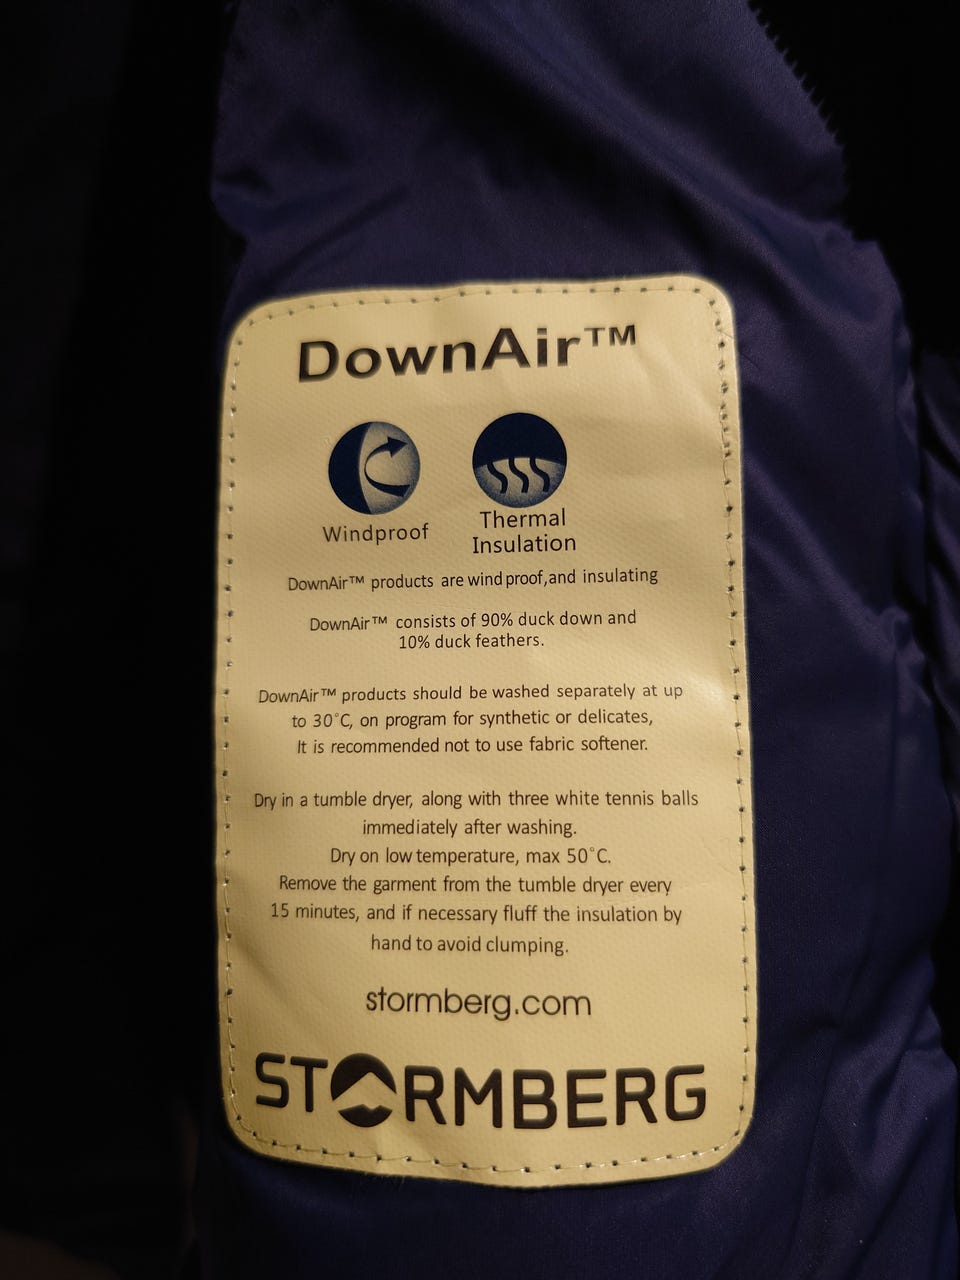 DownAir™
Windproof
Thermal
Insulation
DownAir™ products are windproof,and insulating
DownAir™ consists of 90% duck down and
10% duck feathers.
DownAir™ products should be washed separately at up
to 30°C, on program for synthetic or delicates,
It is recommended not to use fabric softener.
Dry in a tumble dryer, along with three white tennis balls
immediately after washing.
Dry on low temperature, max 50°C.
Remove the garment from the tumble dryer every
15 minutes, and if necessary fluff the insulation by
hand to avoid clumping.
stormberg.com
STORMBERG